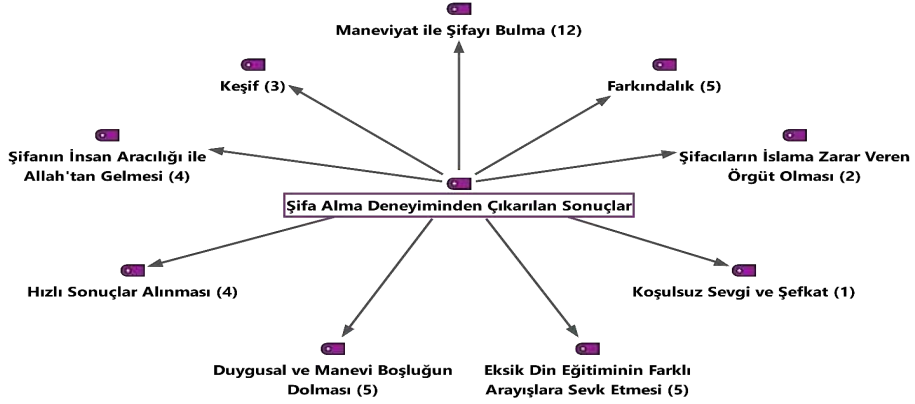 Maneviyat ile Şifayı Bulma (12)
Keşif (3)
Farkındalık (5)
Şifanın İnsan Aracılığı ile
Allah'tan Gelmesi (4)
Şifacıların İslama Zarar Veren
Örgüt Olması (2)
Şifa Alma Deneyiminden Çıkarılan Sonuçlar
Hızlı Sonuçlar Alınması (4)
Koşulsuz Sevgi ve Şefkat (1)
Duygusal ve Manevi Boşluğun
Dolması (5)
Eksik Din Eğitiminin Farklı
Arayışlara Sevk Etmesi (5)